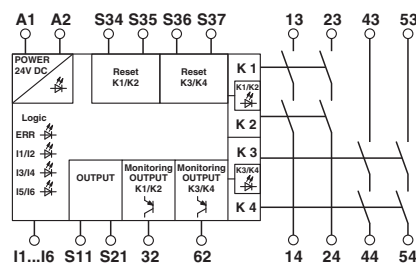 A1 A2 S34 S35 S36 S37 13 23 43 53
POWER
24V DC
Reset
K1/K2
Reset
K3/K4
K 1
K1/K2
K 2
Logic
ERR
I1/I2
I3/I4
I5/I6
OUTPUT
Monitoring
OUTPUT
K1/K2
Monitoring
OUTPUT
K3/K4
K 3
K3/K4
K 4
I1...I6 S11 S21 32 62 14 24 44 54